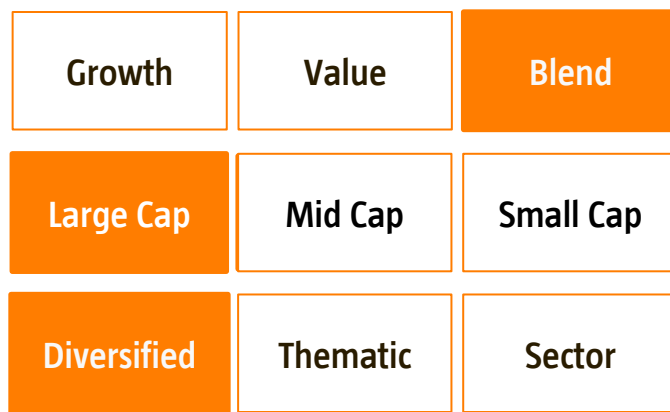 Growth Value Blend
Large Cap Mid Cap Small Cap
Diversified Thematic Sector